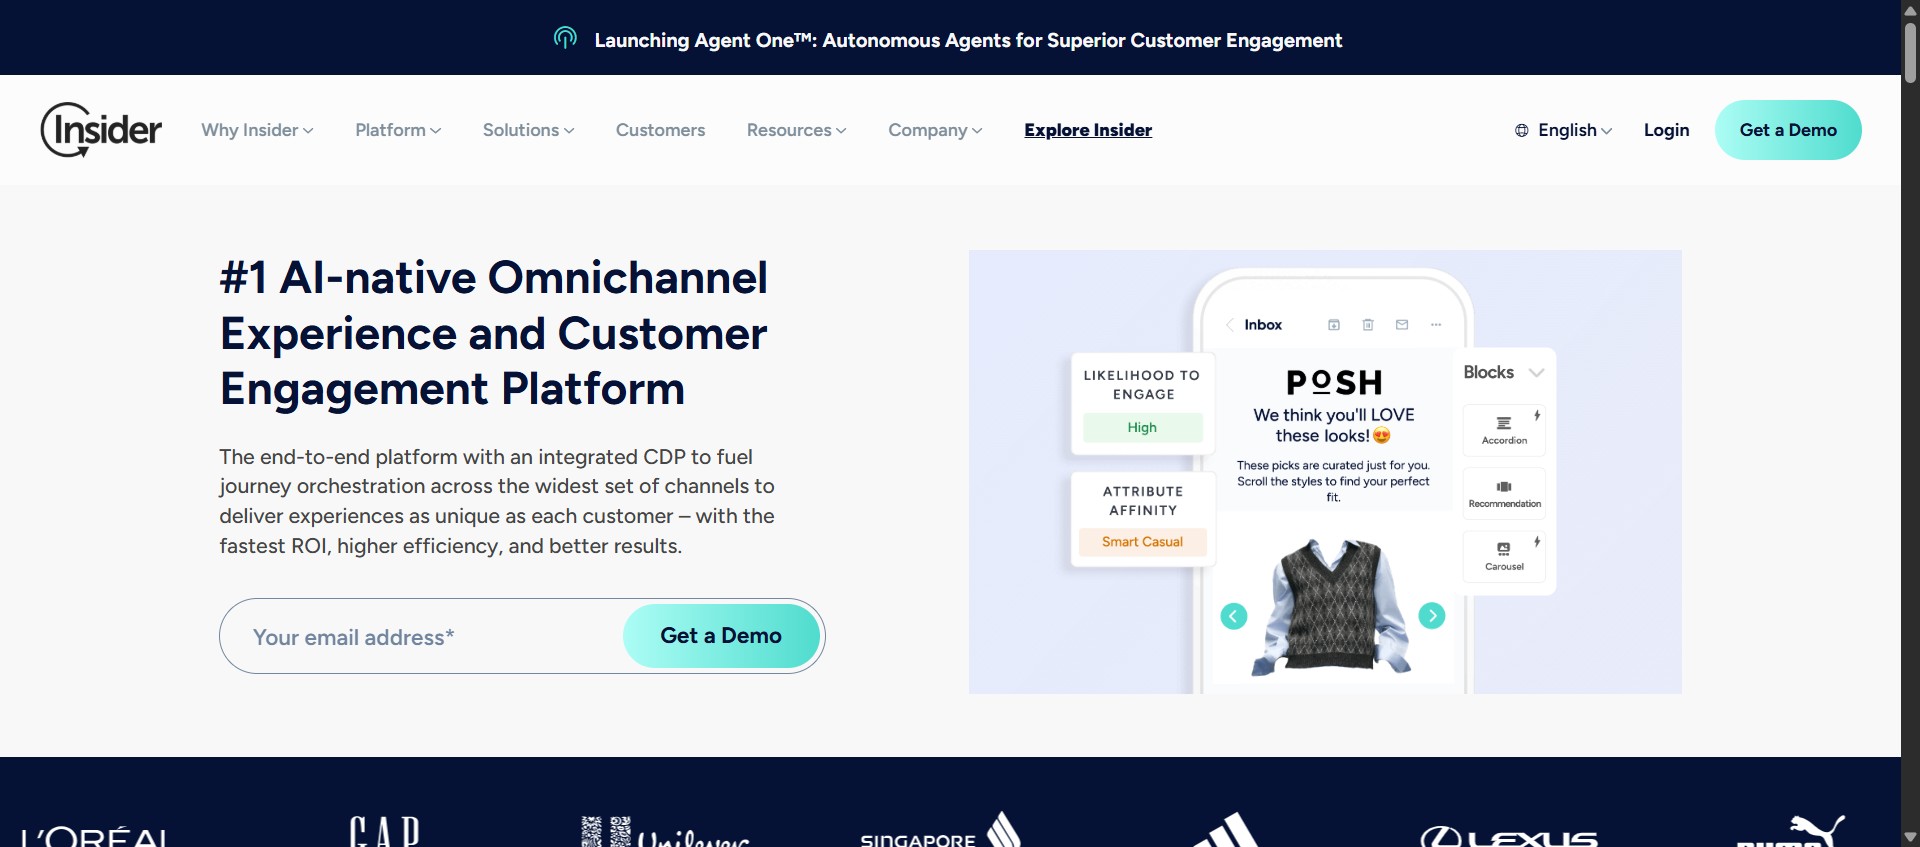 Launching Agent One™: Autonomous Agents for Superior Customer Engagement
Insider
Why Insider
Platform
Solutions
Customers
Resources
Company
Explore Insider
English
Login
Get a Demo
#1 AI-native Omnichannel
Experience and Customer
Engagement Platform
The end-to-end platform with an integrated CDP to fuel
journey orchestration across the widest set of channels to
deliver experiences as unique as each customer – with the
fastest ROI, higher efficiency, and better results.
Your email address*
Get a Demo
Inbox
LIKELIHOOD TO
ENGAGE
High
ATTRIBUTE
AFFINITY
Smart Casual
POSH
We think you'll LOVE
these looks!😍
These picks are curated just for you.
Scroll the styles to find your perfect
fit.
Blocks
Accordion
Recommendation
Carousel
L'ORÉAL
GAP
Unilever
SINGAPORE
LEXUS
PUMA